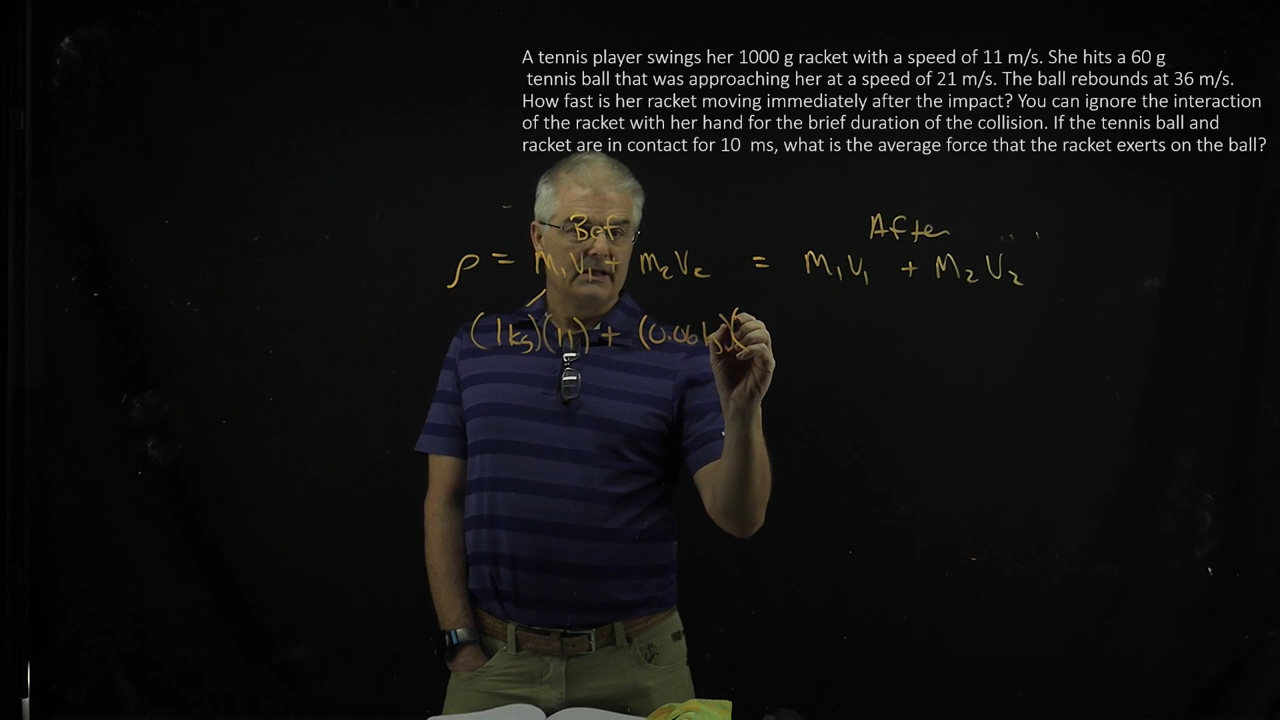 A tennis player swings her 1000 g racket with a speed of 11 m/s. She hits a 60 g
tennis ball that was approaching her at a speed of 21 m/s. The ball rebounds at 36 m/s.
How fast is her racket moving immediately after the impact? You can ignore the interaction
of the racket with her hand for the brief duration of the collision. If the tennis ball and
racket are in contact for 10 ms, what is the average force that the racket exerts on the ball?
Bef After
ρ = m₁v₁ + m₂v₂ = m₁v₁ + m₂v₂
(1kg)(11) + (0.06kg)(